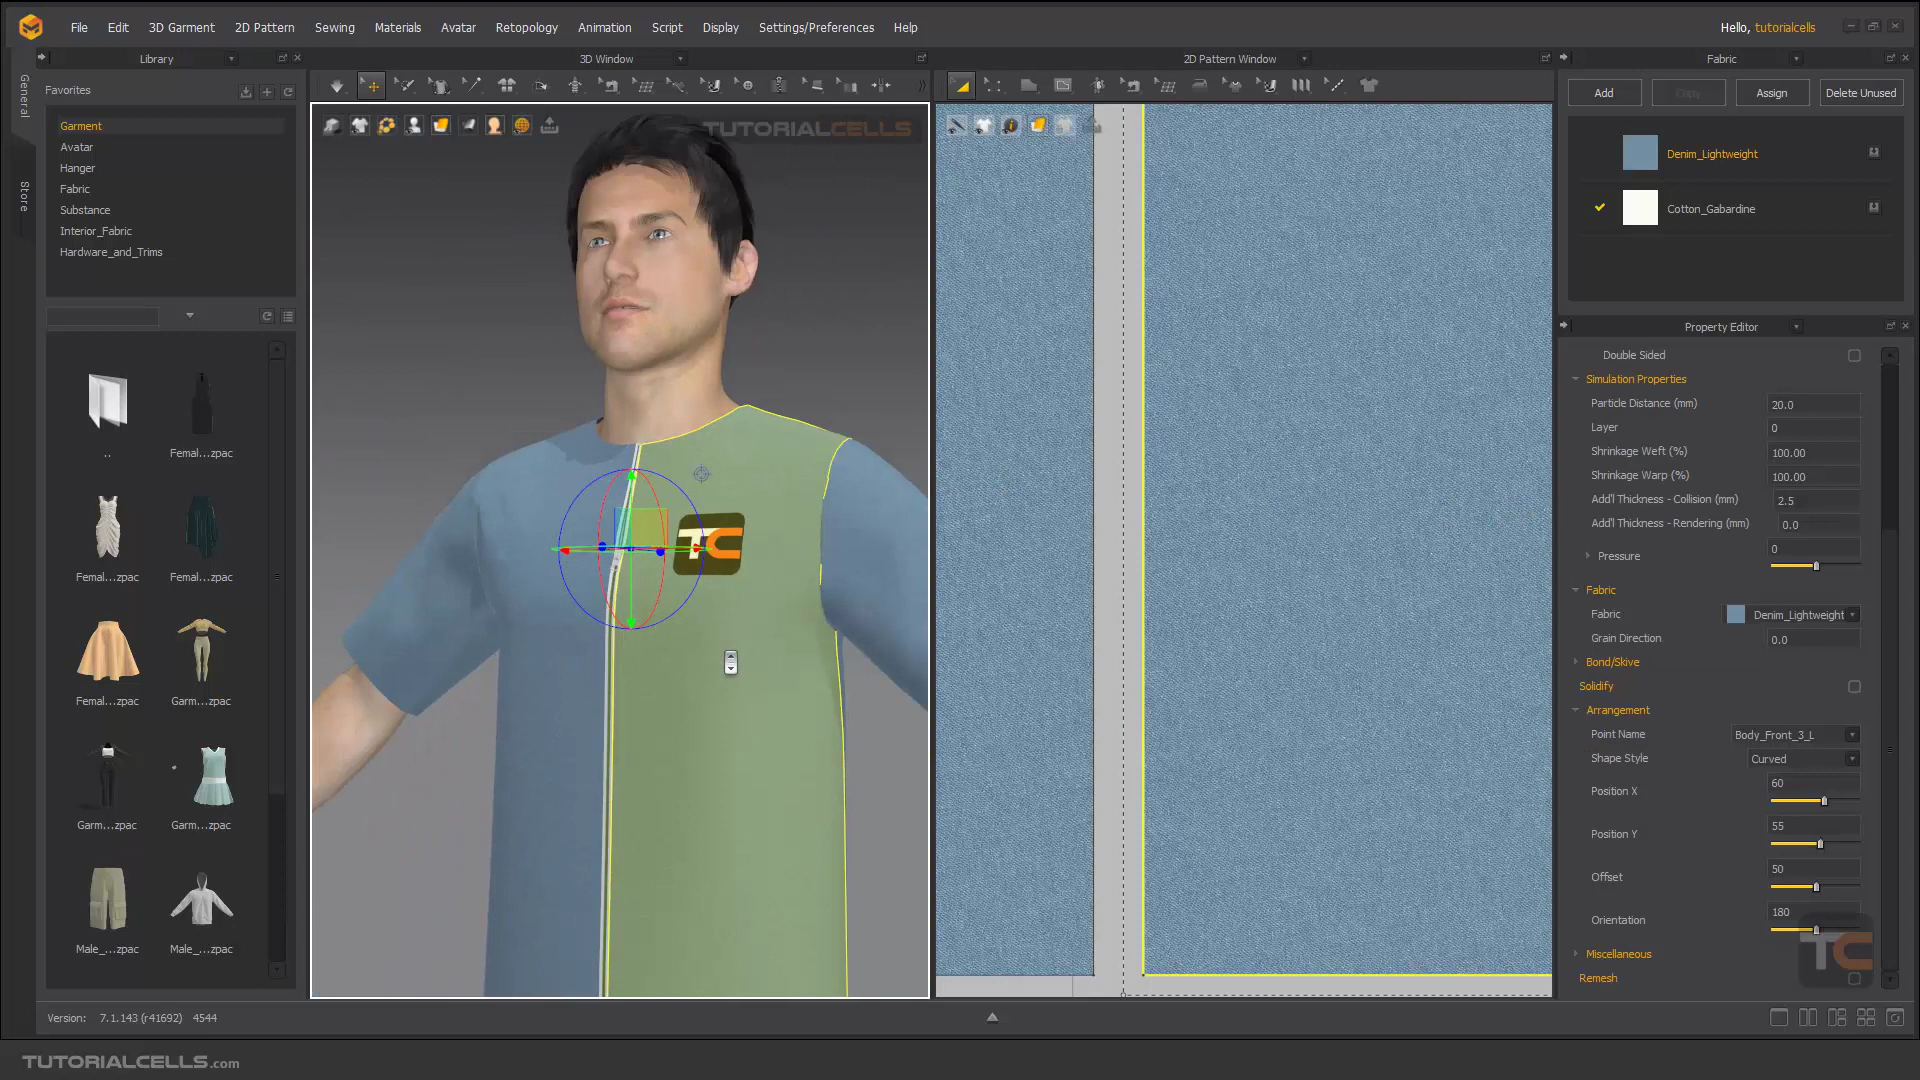 File Edit 3D Garment 2D Pattern Sewing Materials Avatar Retopology Animation Script Display Settings/Preferences Help
Hello, tutorialcells
Library
3D Window
2D Pattern Window
Fabric
General
Store
Favorites
Garment
Avatar
Hanger
Fabric
Substance
Interior_Fabric
Hardware_and_Trims
..
Femal...zpac
Femal...zpac
Femal...zpac
Femal...zpac
Garm...zpac
Garm...zpac
Garm...zpac
Male_...zpac
Male_...zpac
TUTORIALCELLS
TC
Add
Copy
Assign
Delete Unused
Denim_Lightweight
Cotton_Gabardine
Property Editor
Double Sided
Simulation Properties
Particle Distance (mm) 20.0
Layer 0
Shrinkage Weft (%) 100.00
Shrinkage Warp (%) 100.00
Add'l Thickness - Collision (mm) 2.5
Add'l Thickness - Rendering (mm) 0.0
Pressure 0
Fabric
Fabric Denim_Lightweight
Grain Direction 0.0
Bond/Skive
Solidify
Arrangement
Point Name Body_Front_3_L
Shape Style Curved
Position X 60
Position Y 55
Offset 50
Orientation 180
Miscellaneous
Remesh
TC
Version: 7.1.143 (r41692) 4544
TUTORIALCELLS.com